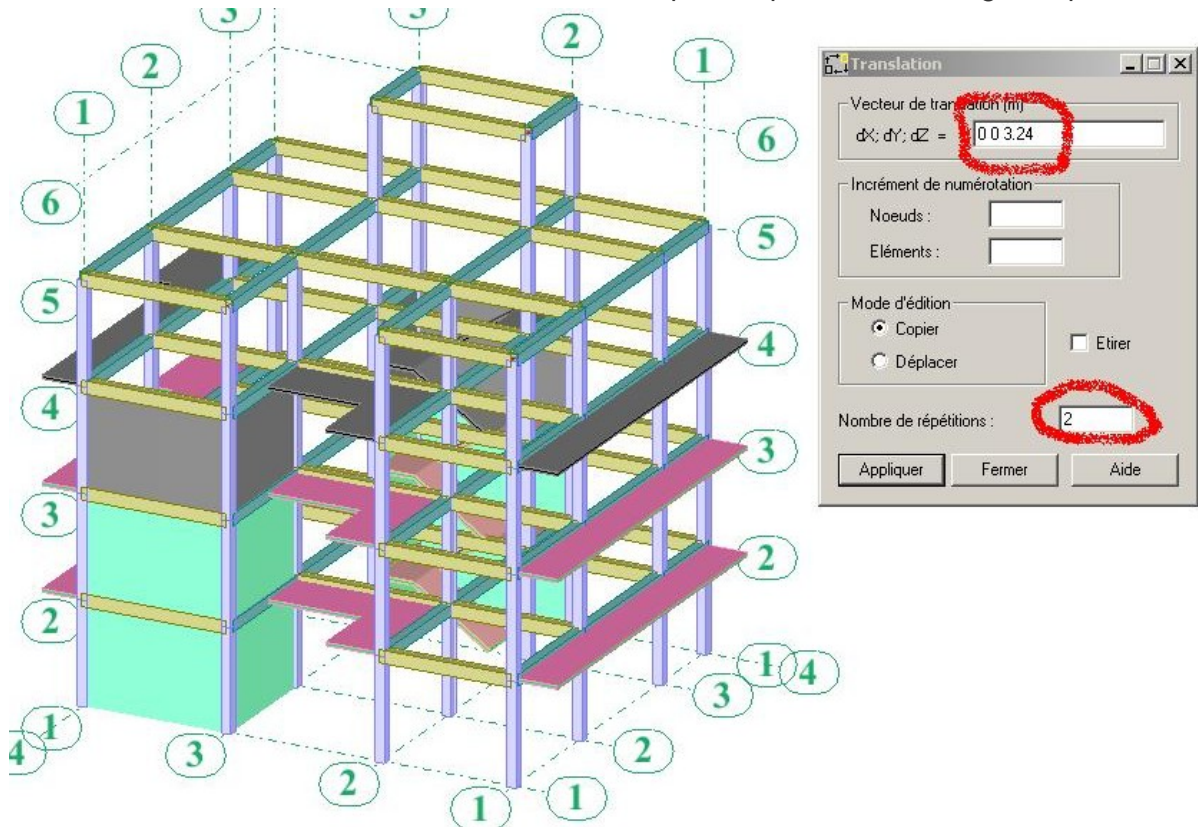 3
3
2
2
1
1
6
6
5
5
4
4
3
3
2
2
1
4
3
1
4
3
2
2
1
1
Translation
Vecteur de translation (m)
dX; dY; dZ = 0 0 3.24
Incrément de numérotation
Noeuds :
Eléments :
Mode d'édition
Copier
Déplacer
Etirer
Nombre de répétitions : 2
Appliquer Fermer Aide